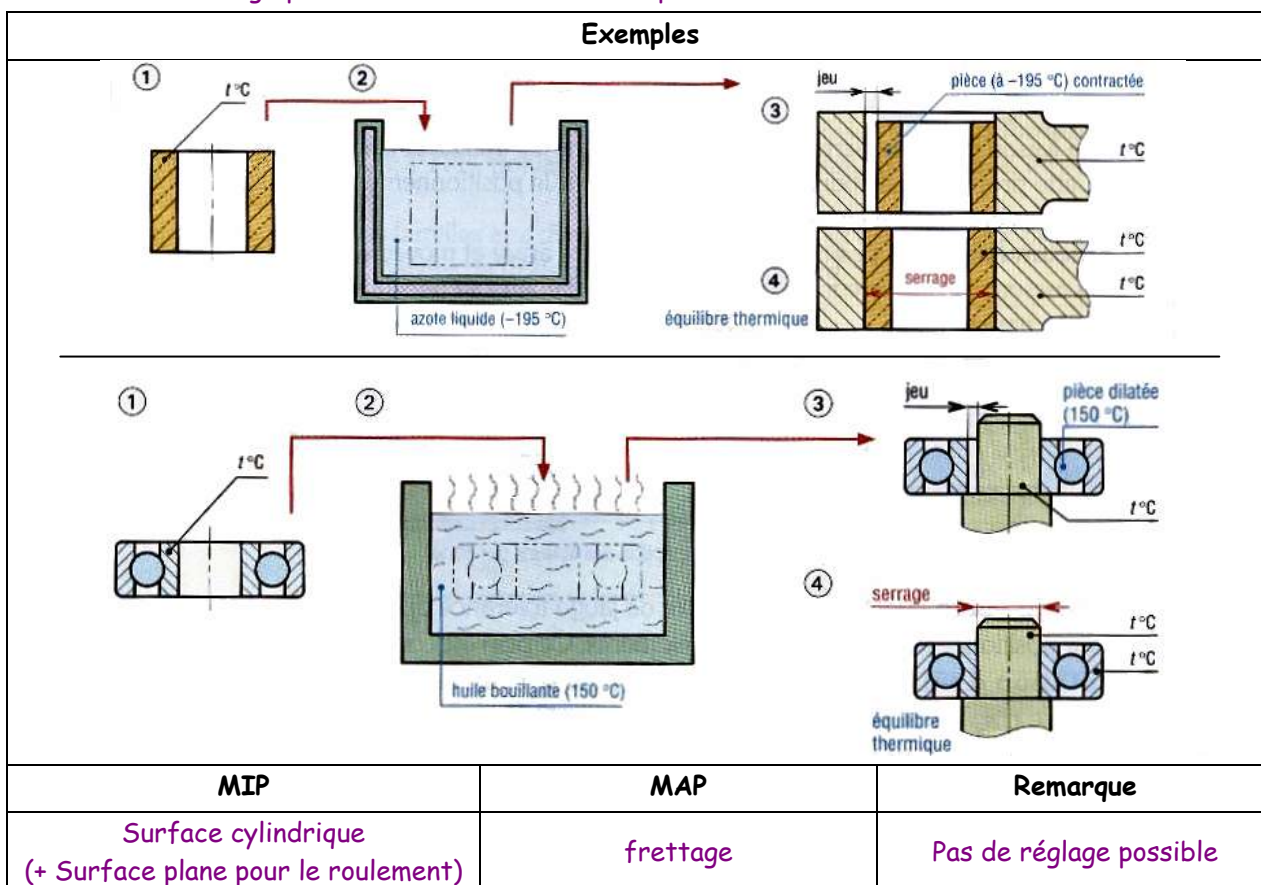 Exemples
1
t °C
2
azote liquide (–195 °C)
jeu
pièce (à –195 °C) contractée
3
t °C
4
serrage
équilibre thermique
t °C
t °C
1
t °C
2
huile bouillante (150 °C)
3
jeu
pièce dilatée
(150 °C)
t °C
4
serrage
t °C
t °C
équilibre
thermique
MIP
MAP
Remarque
Surface cylindrique
(+ Surface plane pour le roulement)
frettage
Pas de réglage possible